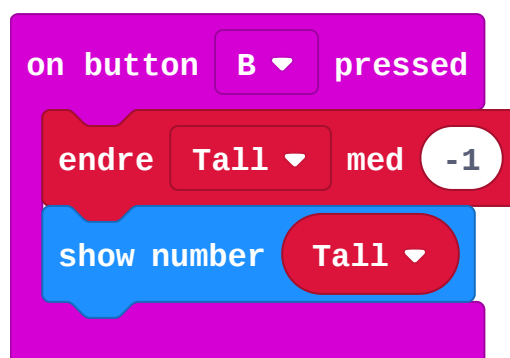 on button B pressed
endre Tall med -1
show number Tall